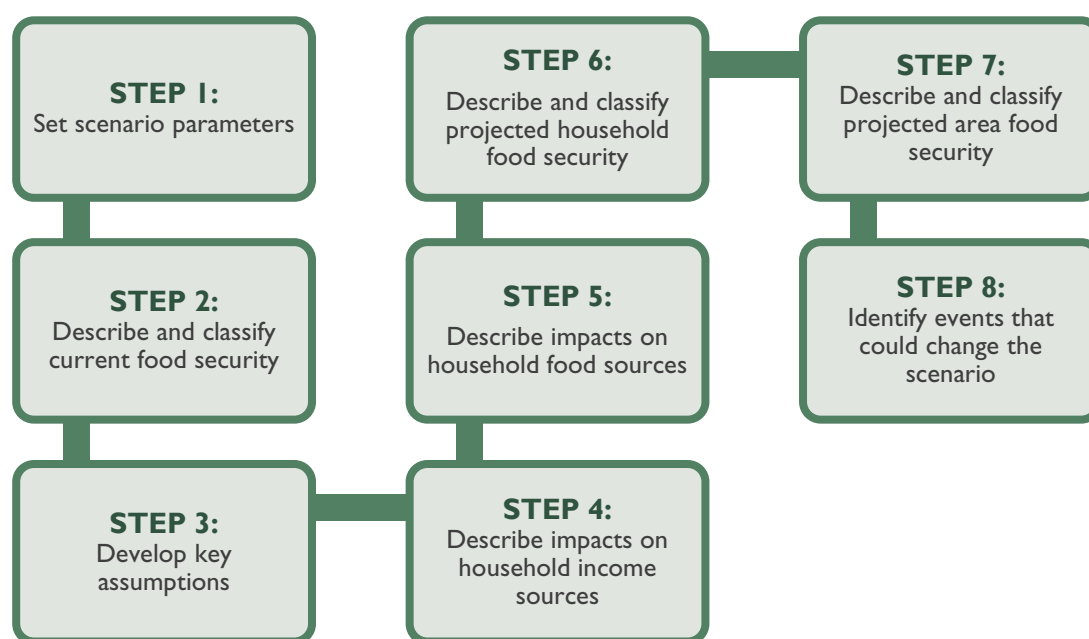 STEP 1:
Set scenario parameters
STEP 2:
Describe and classify
current food security
STEP 3:
Develop key
assumptions
STEP 4:
Describe impacts on
household income
sources
STEP 5:
Describe impacts on
household food sources
STEP 6:
Describe and classify
projected household
food security
STEP 7:
Describe and classify
projected area food
security
STEP 8:
Identify events that
could change the
scenario